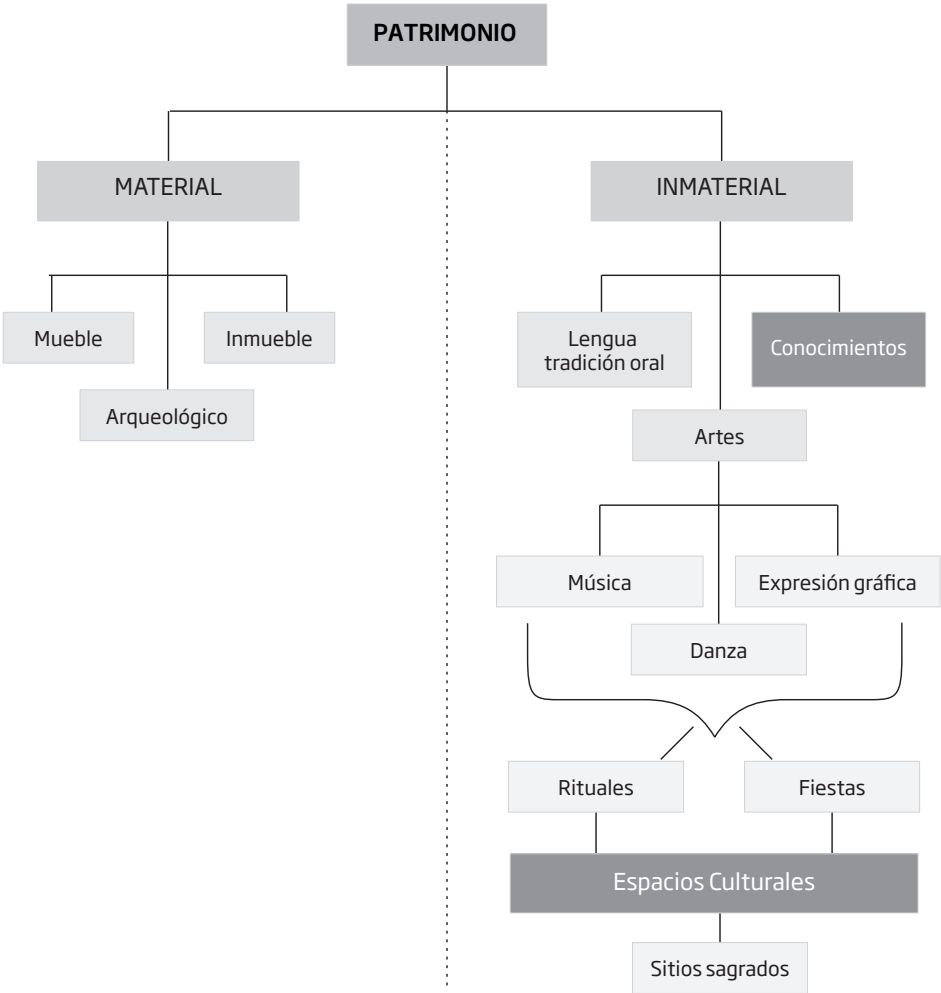 PATRIMONIO
MATERIAL
INMATERIAL
Mueble
Inmueble
Arqueológico
Lengua
tradición oral
Conocimientos
Artes
Música
Expresión gráfica
Danza
Rituales
Fiestas
Espacios Culturales
Sitios sagrados